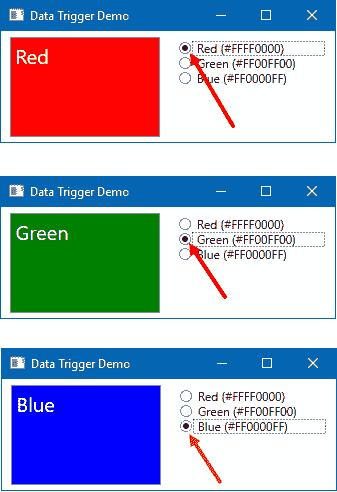 Data Trigger Demo
Red
Red (#FFFF0000)
Green (#FF00FF00)
Blue (#FF0000FF)
Data Trigger Demo
Green
Red (#FFFF0000)
Green (#FF00FF00)
Blue (#FF0000FF)
Data Trigger Demo
Blue
Red (#FFFF0000)
Green (#FF00FF00)
Blue (#FF0000FF)